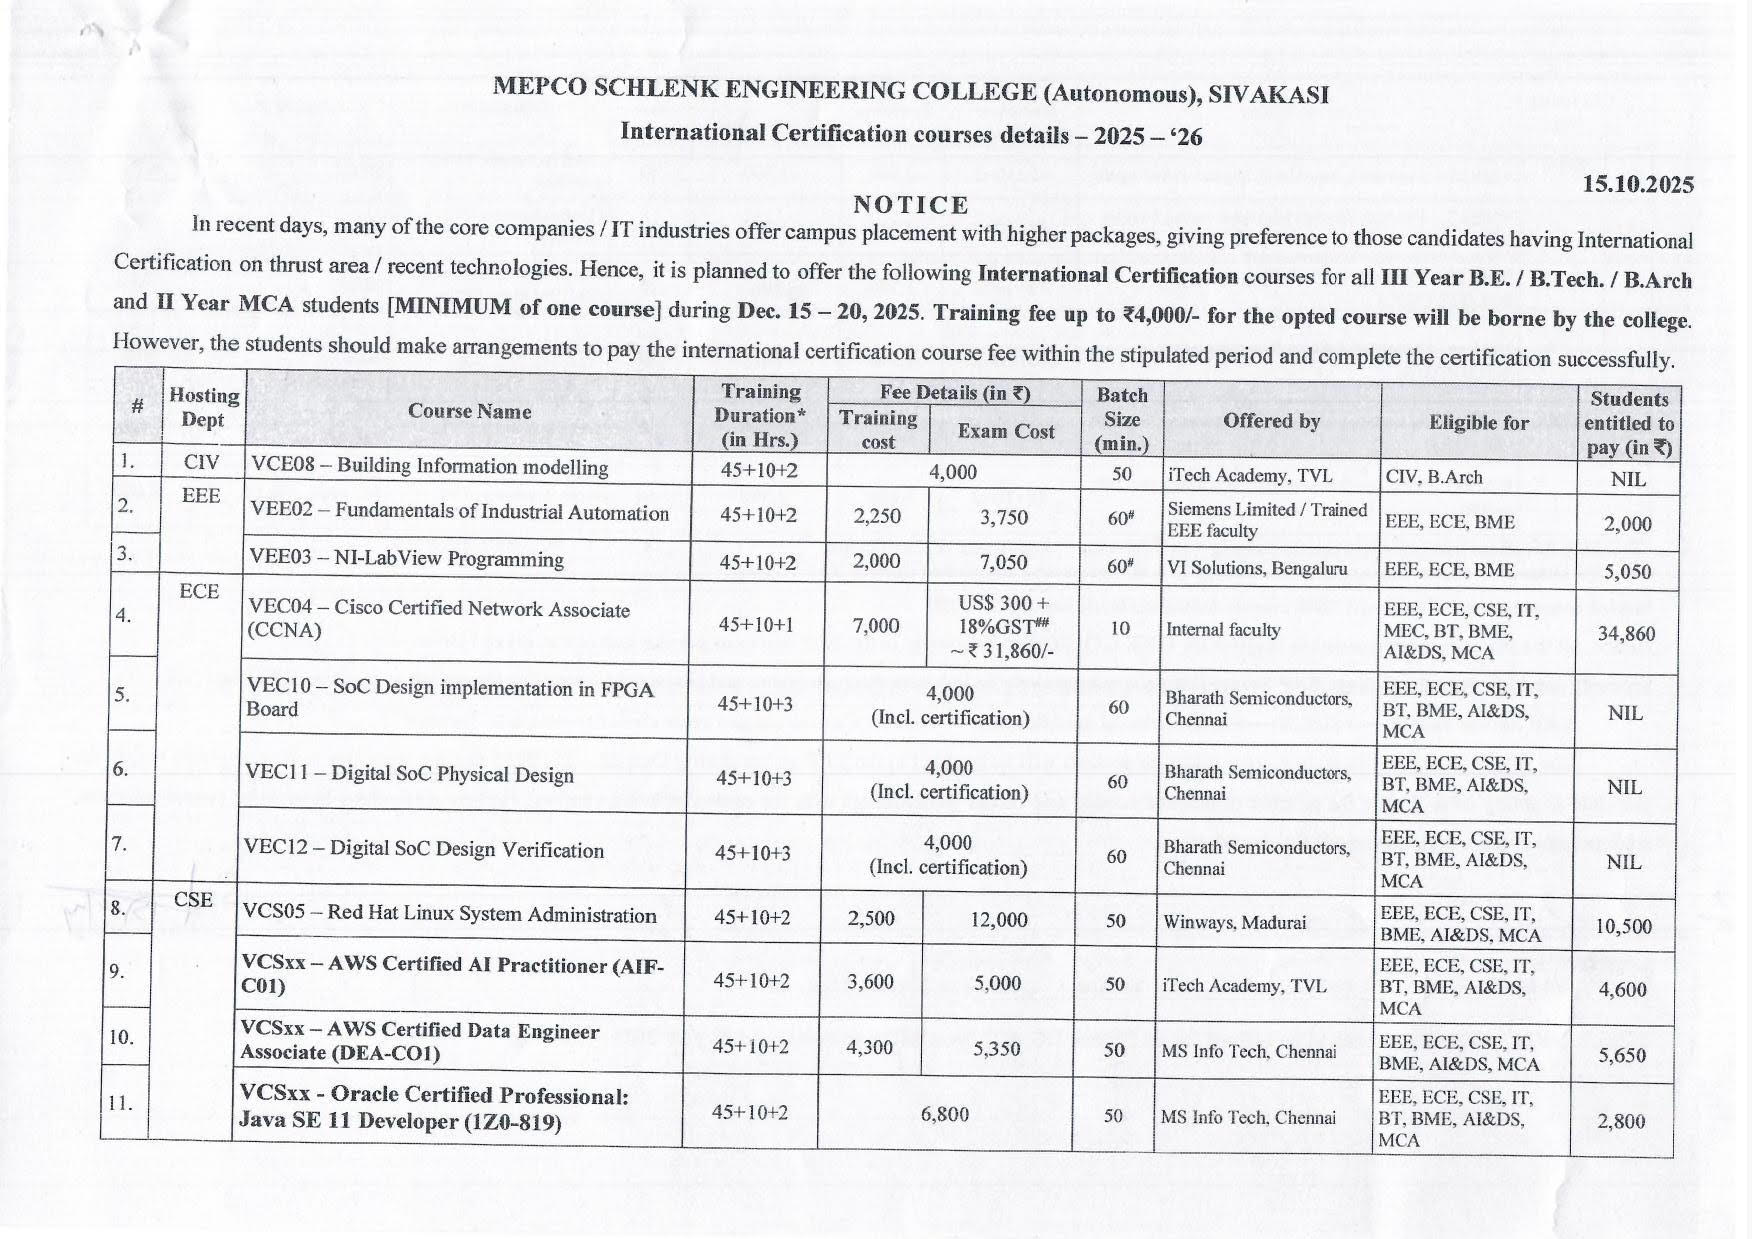 MEPCO SCHLENK ENGINEERING COLLEGE (Autonomous), SIVAKASI
International Certification courses details – 2025 – ‘26
15.10.2025
NOTICE
In recent days, many of the core companies / IT industries offer campus placement with higher packages, giving preference to those candidates having International
Certification on thrust area / recent technologies. Hence, it is planned to offer the following International Certification courses for all III Year B.E. / B.Tech. / B.Arch
and II Year MCA students [MINIMUM of one course] during Dec. 15 – 20, 2025. Training fee up to ₹4,000/- for the opted course will be borne by the college.
However, the students should make arrangements to pay the international certification course fee within the stipulated period and complete the certification successfully.
# Hosting Dept Course Name Training Duration* (in Hrs.) Fee Details (in ₹) Training cost Exam Cost Batch Size (min.) Offered by Eligible for Students entitled to pay (in ₹)
1. CIV VCE08 – Building Information modelling 45+10+2 4,000 50 iTech Academy, TVL CIV, B.Arch NIL
2. EEE VEE02 – Fundamentals of Industrial Automation 45+10+2 2,250 3,750 60# Siemens Limited / Trained EEE faculty EEE, ECE, BME 2,000
3. VEE03 – NI-LabView Programming 45+10+2 2,000 7,050 60# VI Solutions, Bengaluru EEE, ECE, BME 5,050
4. ECE VEC04 – Cisco Certified Network Associate (CCNA) 45+10+1 7,000 US$ 300 + 18%GST## ~ ₹ 31,860/- 10 Internal faculty EEE, ECE, CSE, IT, MEC, BT, BME, AI&DS, MCA 34,860
5. VEC10 – SoC Design implementation in FPGA Board 45+10+3 4,000 (Incl. certification) 60 Bharath Semiconductors, Chennai EEE, ECE, CSE, IT, BT, BME, AI&DS, MCA NIL
6. VEC11 – Digital SoC Physical Design 45+10+3 4,000 (Incl. certification) 60 Bharath Semiconductors, Chennai EEE, ECE, CSE, IT, BT, BME, AI&DS, MCA NIL
7. VEC12 – Digital SoC Design Verification 45+10+3 4,000 (Incl. certification) 60 Bharath Semiconductors, Chennai EEE, ECE, CSE, IT, BT, BME, AI&DS, MCA NIL
8. CSE VCS05 – Red Hat Linux System Administration 45+10+2 2,500 12,000 50 Winways, Madurai EEE, ECE, CSE, IT, BME, AI&DS, MCA 10,500
9. VCSxx – AWS Certified AI Practitioner (AIF-C01) 45+10+2 3,600 5,000 50 iTech Academy, TVL EEE, ECE, CSE, IT, BT, BME, AI&DS, MCA 4,600
10. VCSxx – AWS Certified Data Engineer Associate (DEA-CO1) 45+10+2 4,300 5,350 50 MS Info Tech, Chennai EEE, ECE, CSE, IT, BME, AI&DS, MCA 5,650
11. VCSxx - Oracle Certified Professional: Java SE 11 Developer (1Z0-819) 45+10+2 6,800 50 MS Info Tech, Chennai EEE, ECE, CSE, IT, BT, BME, AI&DS, MCA 2,800